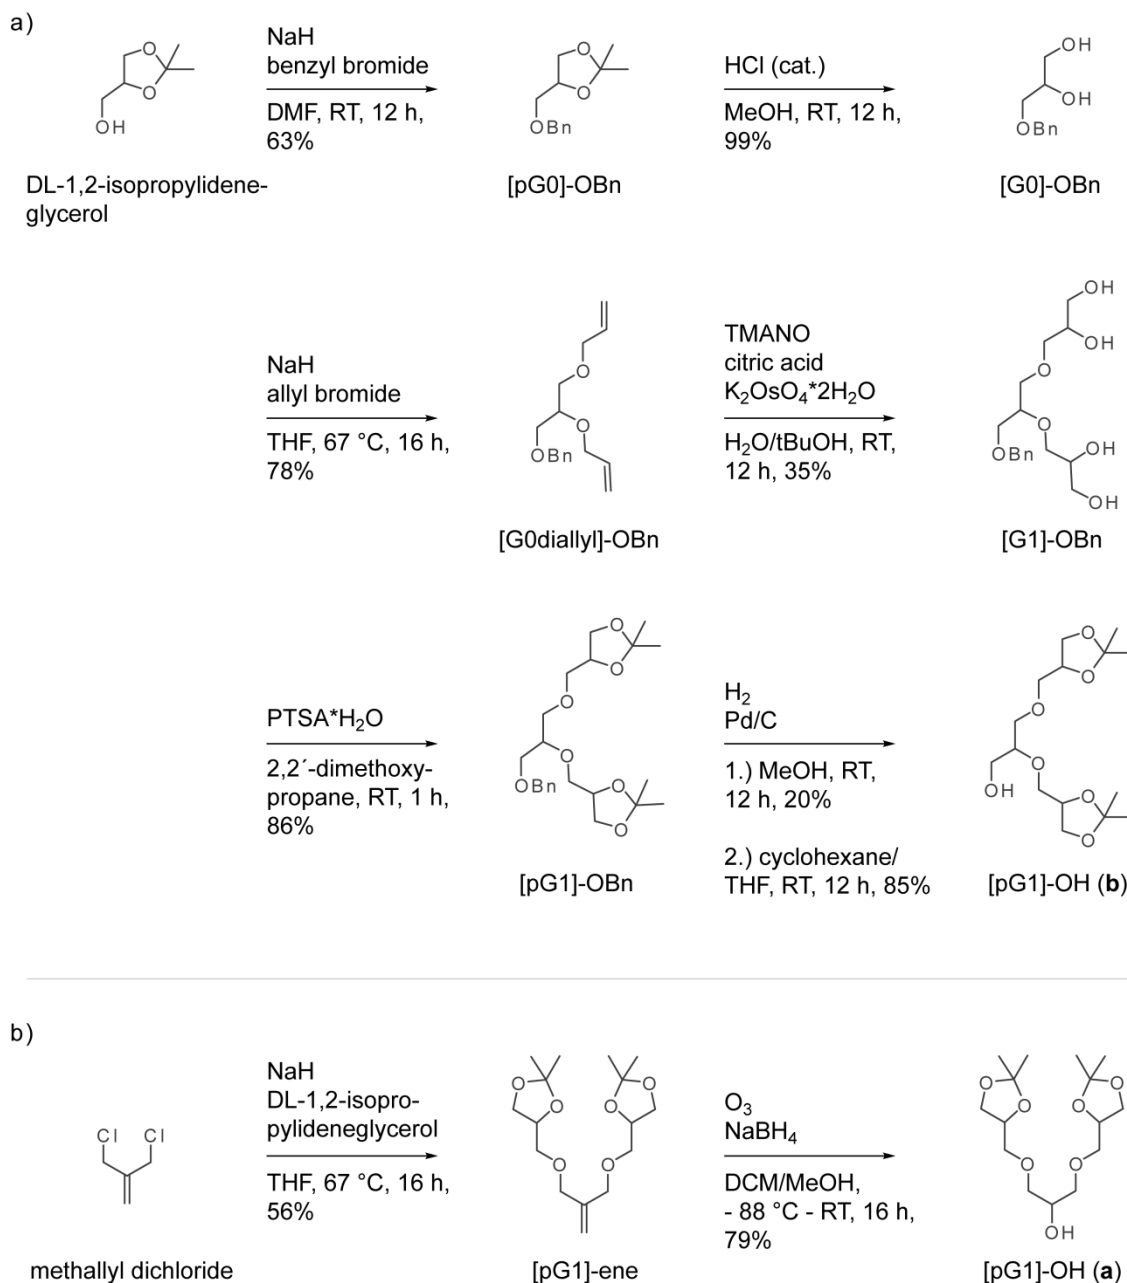 a)
NaH
benzyl bromide
DMF, RT, 12 h,
63%
HCl (cat.)
MeOH, RT, 12 h,
99%
O
O
OH
O
O
OBn
OH
OH
OBn
DL-1,2-isopropylidene-
glycerol
[pG0]-OBn
[G0]-OBn
NaH
allyl bromide
THF, 67 °C, 16 h,
78%
O
O
OBn
TMANO
citric acid
K₂OsO₄*2H₂O
H₂O/tBuOH, RT,
12 h, 35%
OH
OH
O
O
OBn
OH
OH
[G0diallyl]-OBn
[G1]-OBn
PTSA*H₂O
2,2´-dimethoxy-
propane, RT, 1 h,
86%
O
O
O
O
OBn
O
O
H₂
Pd/C
1.) MeOH, RT,
12 h, 20%
2.) cyclohexane/
THF, RT, 12 h, 85%
O
O
O
O
OH
O
O
[pG1]-OBn
[pG1]-OH (b)
b)
Cl Cl
NaH
DL-1,2-isopro-
pylideneglycerol
THF, 67 °C, 16 h,
56%
O O
O O
O O
O₃
NaBH₄
DCM/MeOH,
- 88 °C - RT, 16 h,
79%
O O
O O
O O
OH
methallyl dichloride
[pG1]-ene
[pG1]-OH (a)